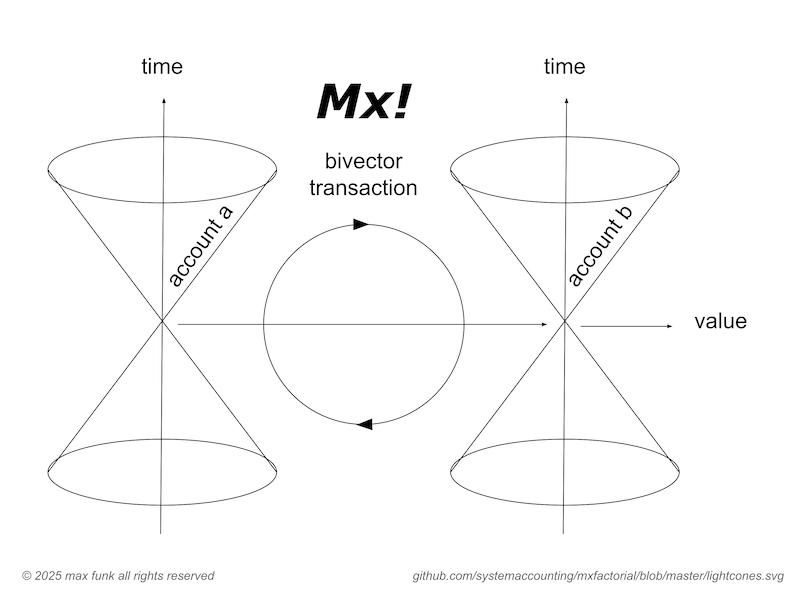 time
time
Mx!
bivector
transaction
account a
account b
value
© 2025 max funk all rights reserved
github.com/systemaccounting/mxfactorial/blob/master/lightcones.svg